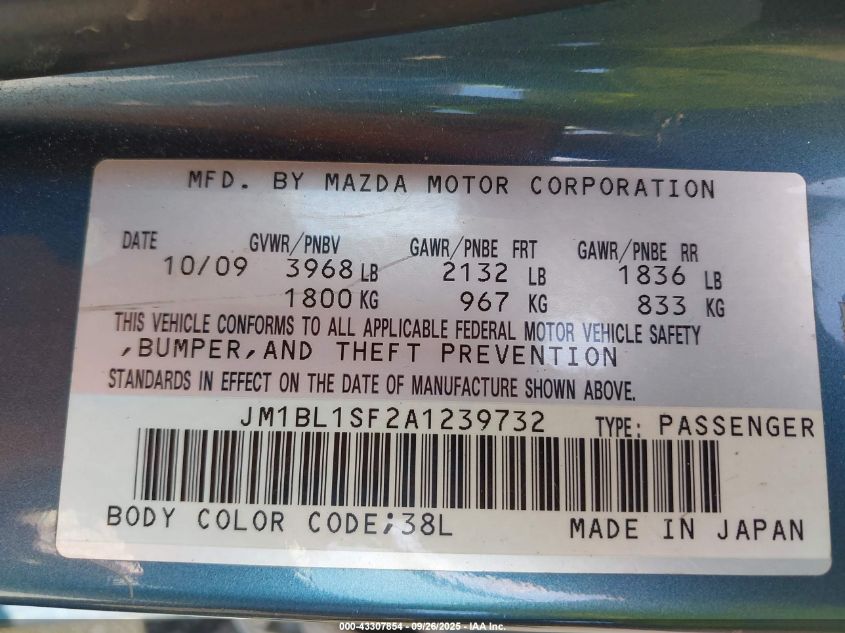 MFD. BY MAZDA MOTOR CORPORATION
DATE GVWR/PNBV GAWR/PNBE FRT GAWR/PNBE RR
10/09 3968 LB 2132 LB 1836 LB
1800 KG 967 KG 833 KG
THIS VEHICLE CONFORMS TO ALL APPLICABLE FEDERAL MOTOR VEHICLE SAFETY
,BUMPER,AND THEFT PREVENTION
STANDARDS IN EFFECT ON THE DATE OF MANUFACTURE SHOWN ABOVE.
JM1BL1SF2A1239732 TYPE: PASSENGER
BODY COLOR CODE;38L MADE IN JAPAN
000-43307854 - 09/26/2025 - IAA Inc.